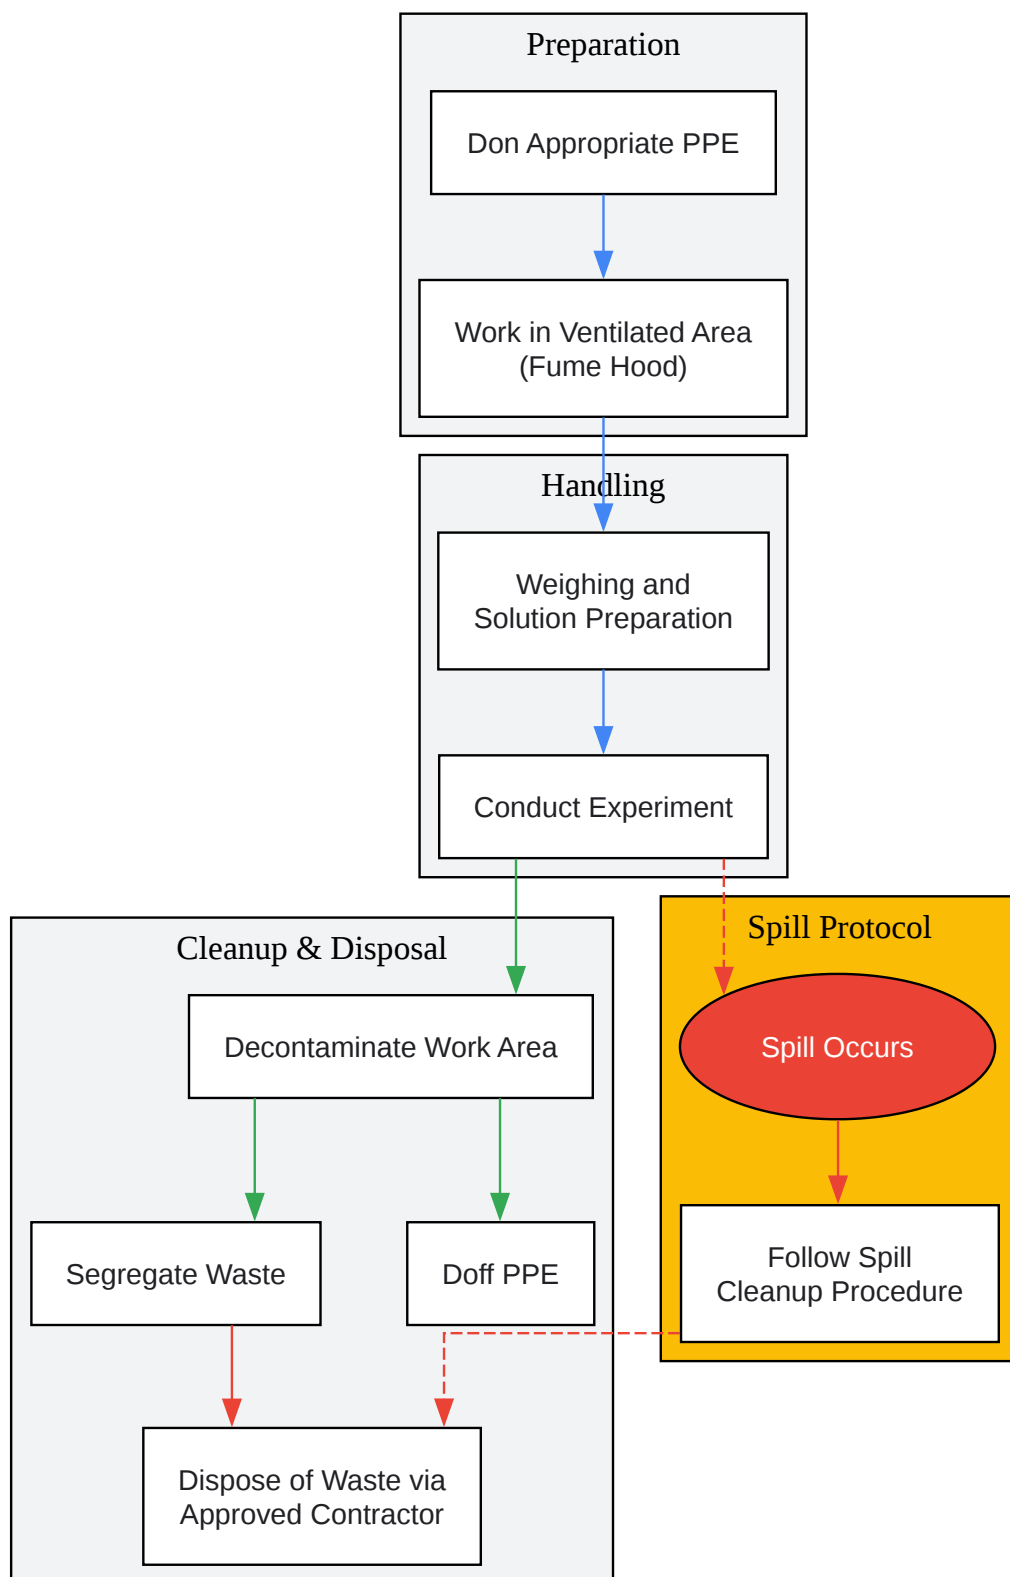 Preparation
Don Appropriate PPE
Work in Ventilated Area
(Fume Hood)
Handling
Weighing and
Solution Preparation
Conduct Experiment
Cleanup & Disposal
Decontaminate Work Area
Segregate Waste
Doff PPE
Dispose of Waste via
Approved Contractor
Spill Protocol
Spill Occurs
Follow Spill
Cleanup Procedure